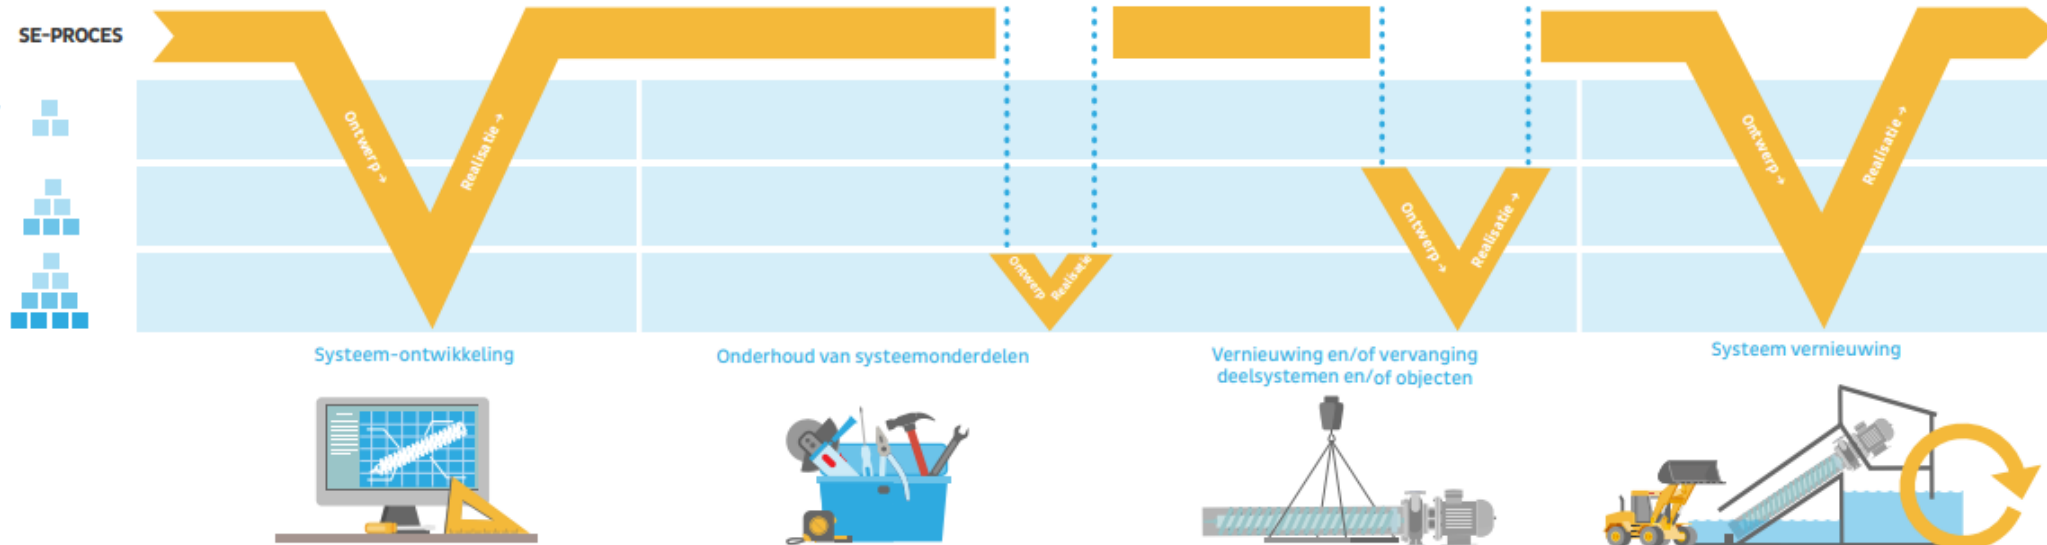 SE-PROCES
Ontwerp →
Realisatie →
Ontwerp
Realisatie
Ontwerp →
Realisatie →
Ontwerp →
Realisatie →
Systeem-ontwikkeling
Onderhoud van systeemonderdelen
Vernieuwing en/of vervanging
deelsystemen en/of objecten
Systeem vernieuwing